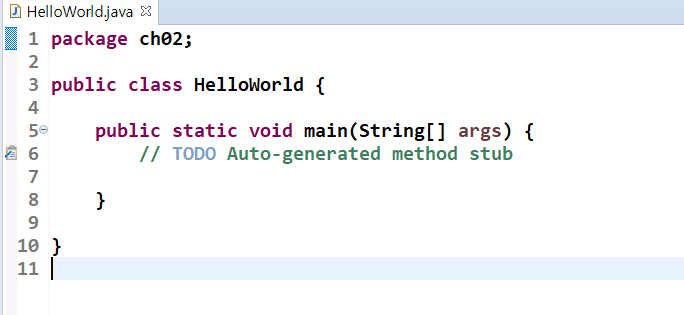 HelloWorld.java
1 package ch02;
2
3 public class HelloWorld {
4
5 public static void main(String[] args) {
6 // TODO Auto-generated method stub
7
8 }
9
10 }
11